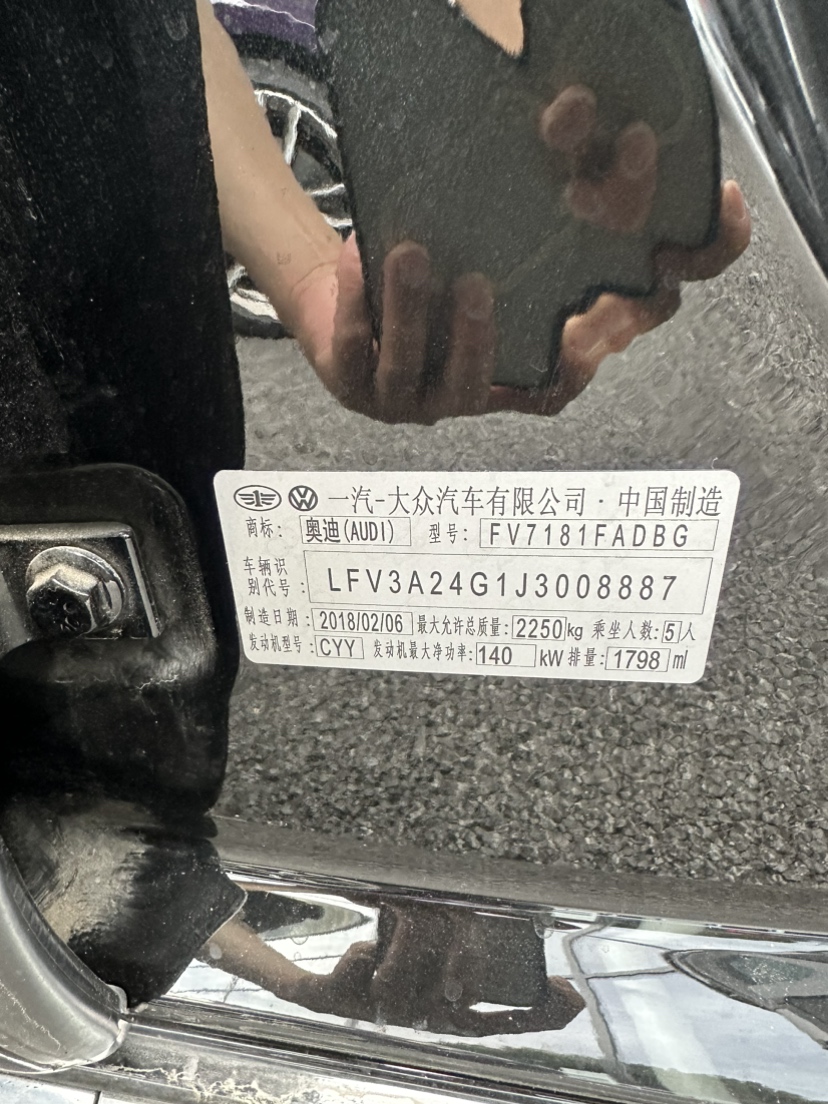 一汽-大众汽车有限公司·中国制造
商标: 奥迪(AUDI) 型号: FV7181FADBG
车辆识
别代号: LFV3A24G1J3008887
制造日期: 2018/02/06 最大允许总质量: 2250kg 乘坐人数: 5人
发动机型号: CYY 发动机最大净功率: 140 kW 排量: 1798 ml